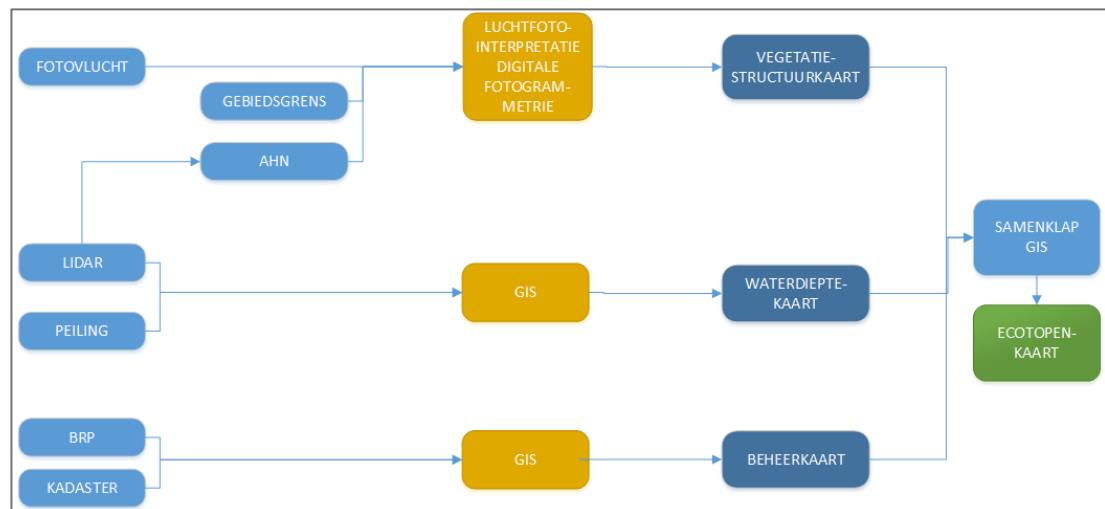 FOTOVLUCHT
GEBIEDSGRENS
AHN
LIDAR
PEILING
BRP
KADASTER
LUCHTFOTO-
INTERPRETATIE
DIGITALE
FOTOGRAM-
METRIE
GIS
GIS
VEGETATIE-
STRUCTUURKAART
WATERDIEPTE-
KAART
BEHEERKAART
SAMENKLAP
GIS
ECOTOPEN-
KAART